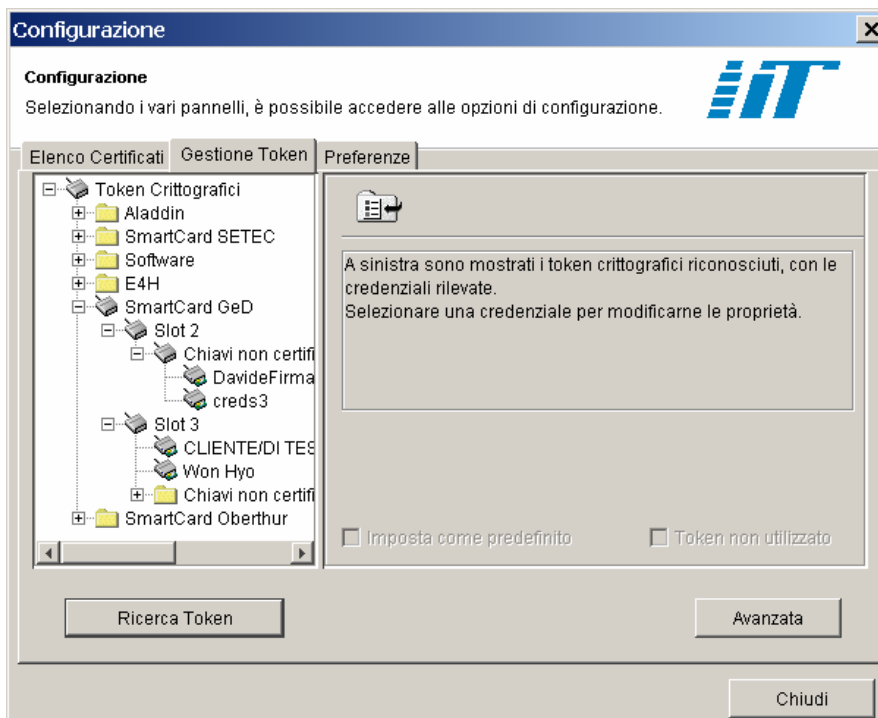 Configurazione
Configurazione
Selezionando i vari pannelli, è possibile accedere alle opzioni di configurazione.
IIT
Elenco Certificati
Gestione Token
Preferenze
Token Crittografici
Aladdin
SmartCard SETEC
Software
E4H
SmartCard GeD
Slot 2
Chiavi non certifi
DavideFirma
creds3
Slot 3
CLIENTE/DI TES
Won Hyo
Chiavi non certifi
SmartCard Oberthur
A sinistra sono mostrati i token crittografici riconosciuti, con le
credenziali rilevate.
Selezionare una credenziale per modificarne le proprietà.
Imposta come predefinito
Token non utilizzato
Ricerca Token
Avanzata
Chiudi